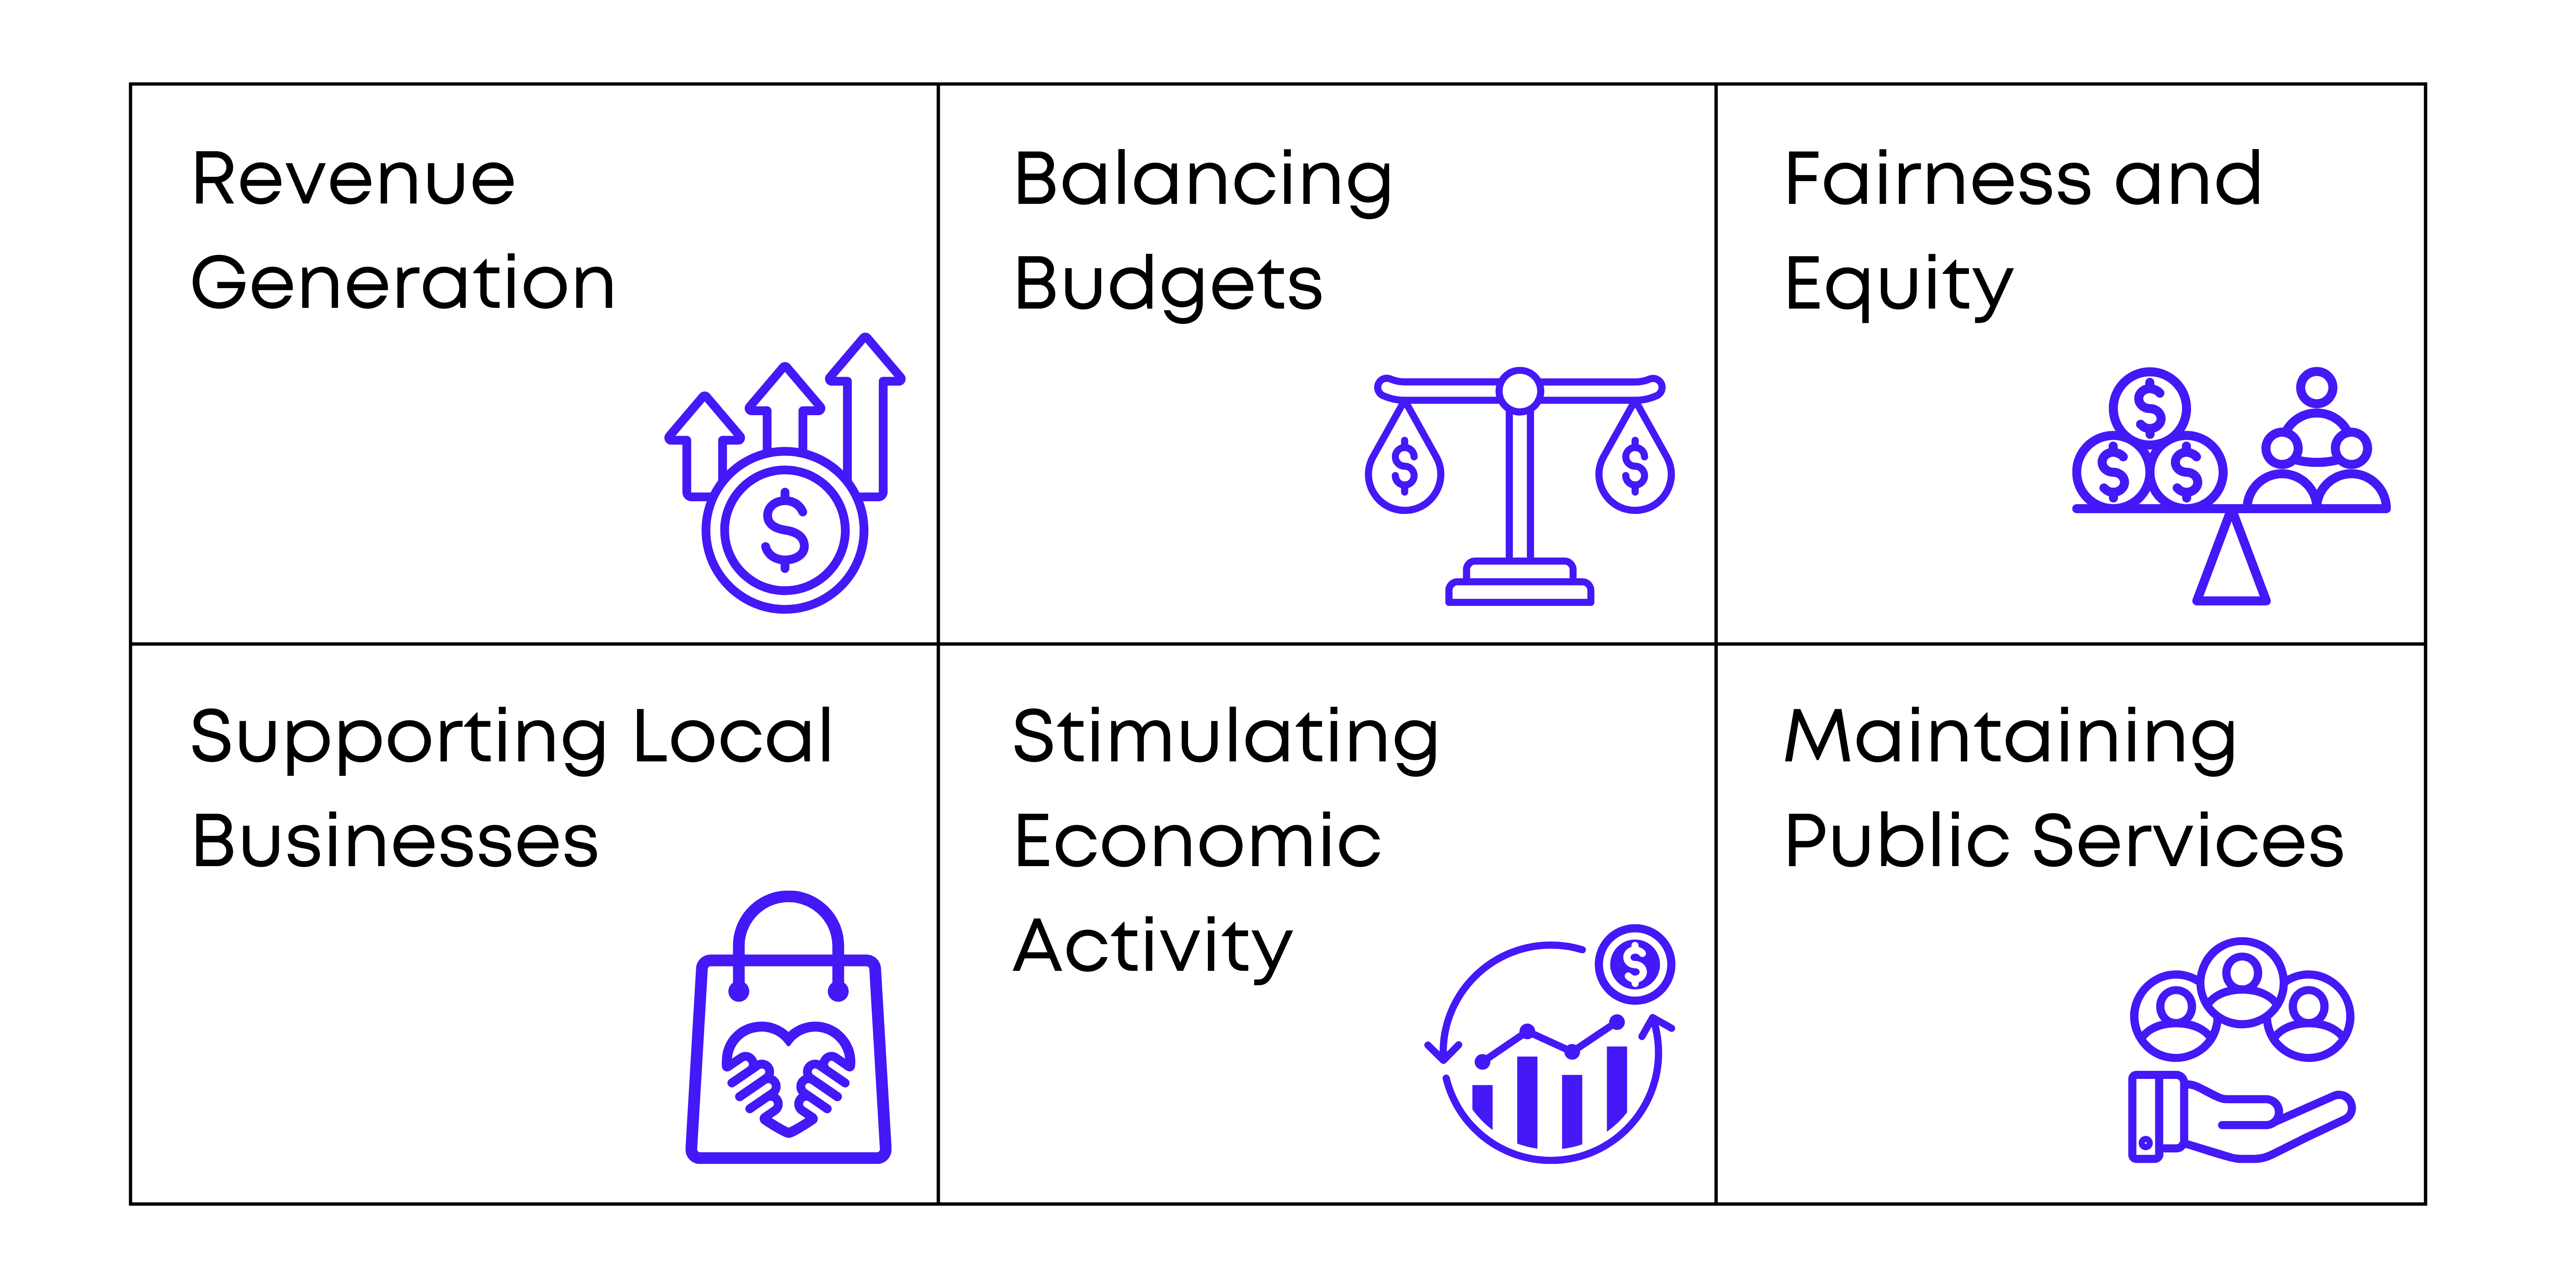 Revenue
Generation
Balancing
Budgets
Fairness and
Equity
Supporting Local
Businesses
Stimulating
Economic
Activity
Maintaining
Public Services